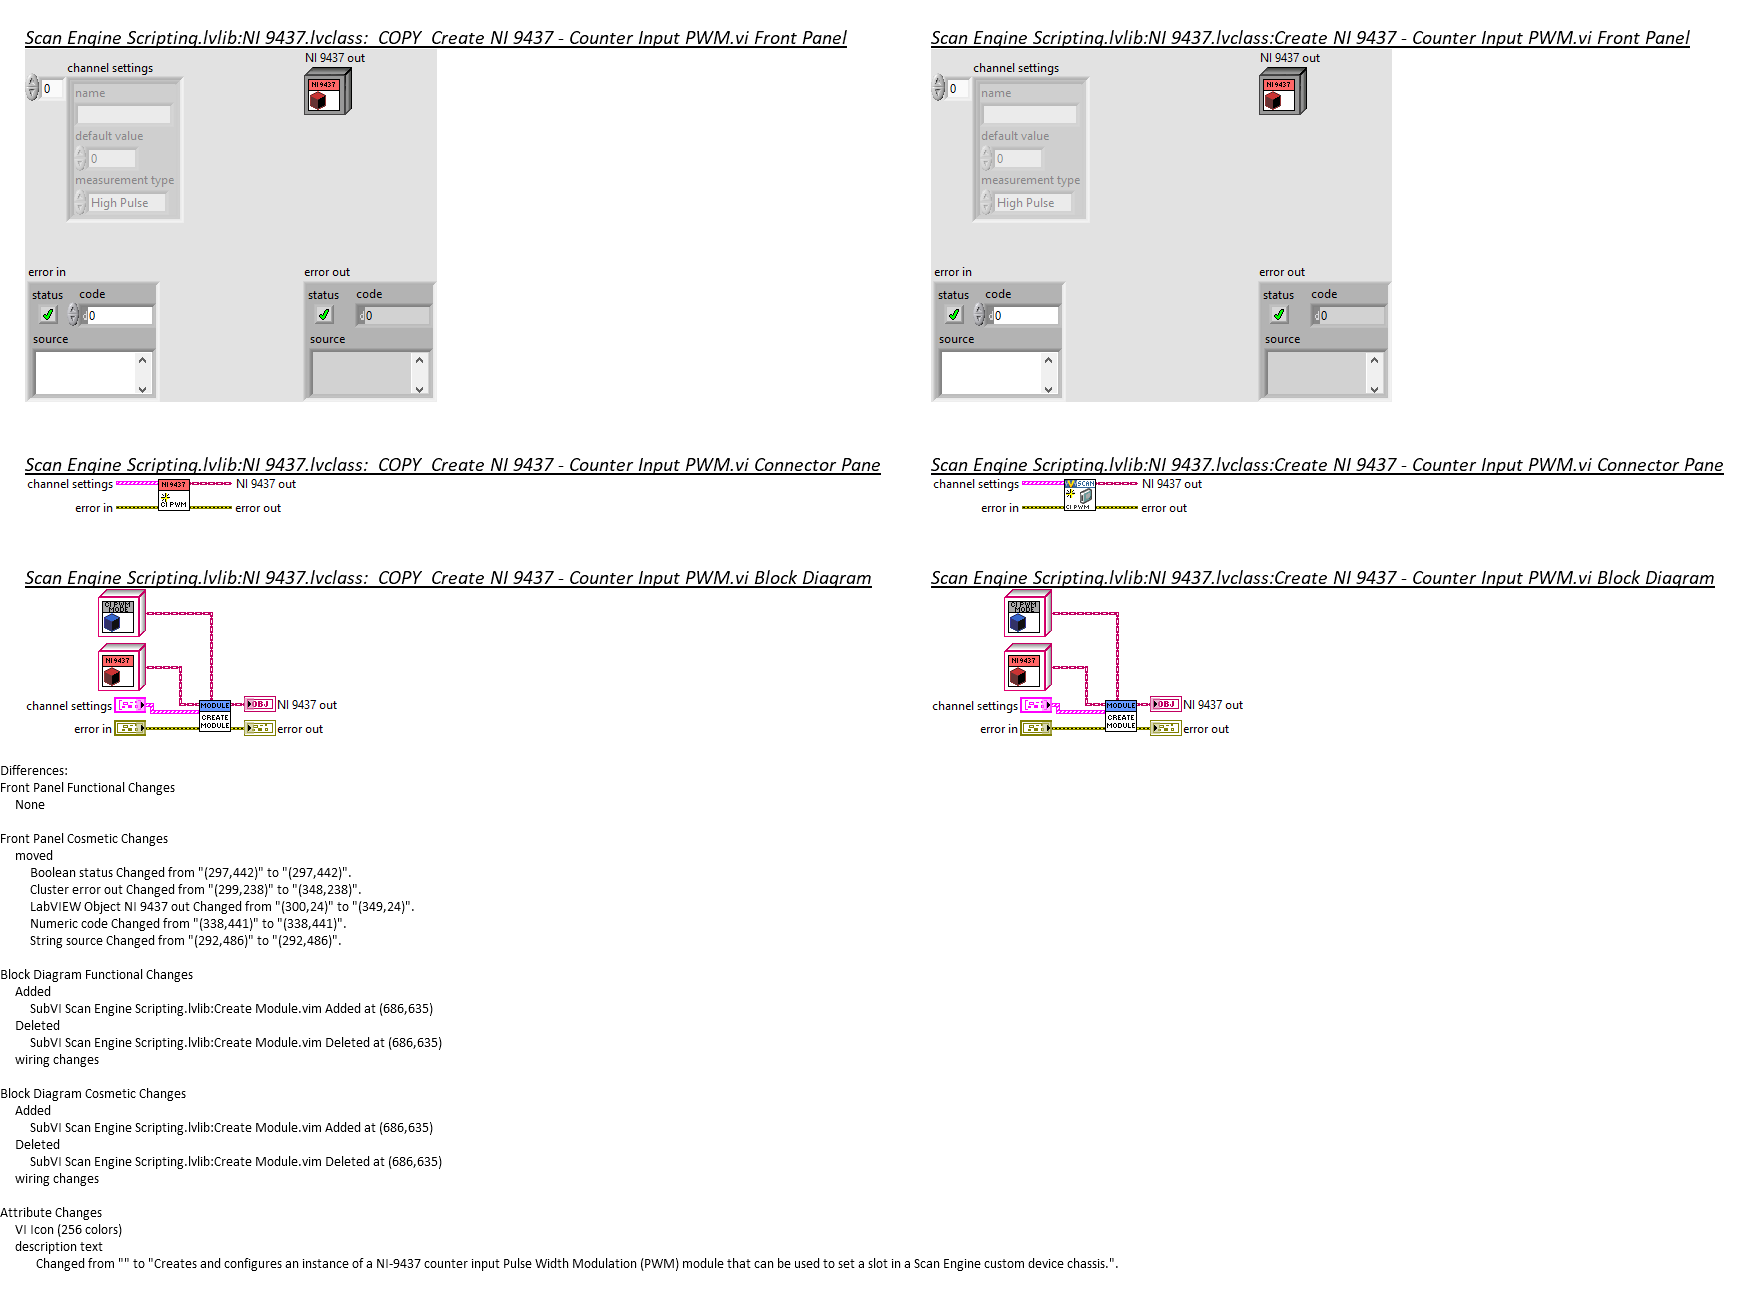 Scan Engine Scripting.lvlib:NI 9437.lvclass:_COPY_Create NI 9437 - Counter Input PWM.vi Front Panel
channel settings
NI 9437 out
0
NI 9437
name
default value
0
measurement type
High Pulse
error in
error out
status
code
status
code
d0
d0
source
source
Scan Engine Scripting.lvlib:NI 9437.lvclass:Create NI 9437 - Counter Input PWM.vi Front Panel
channel settings
NI 9437 out
0
NI 9437
name
default value
0
measurement type
High Pulse
error in
error out
status
code
status
code
d0
d0
source
source
Scan Engine Scripting.lvlib:NI 9437.lvclass:_COPY_Create NI 9437 - Counter Input PWM.vi Connector Pane
channel settings
NI 9437
NI 9437 out
CI PWM
error in
error out
Scan Engine Scripting.lvlib:NI 9437.lvclass:Create NI 9437 - Counter Input PWM.vi Connector Pane
channel settings
SCAN
NI 9437 out
CI PWM
error in
error out
Scan Engine Scripting.lvlib:NI 9437.lvclass:_COPY_Create NI 9437 - Counter Input PWM.vi Block Diagram
CI PWM
MODE
NI 9437
channel settings
MODULE
OBJ
NI 9437 out
CREATE
MODULE
error in
error out
Scan Engine Scripting.lvlib:NI 9437.lvclass:Create NI 9437 - Counter Input PWM.vi Block Diagram
CI PWM
MODE
NI 9437
channel settings
MODULE
OBJ
NI 9437 out
CREATE
MODULE
error in
error out
Differences:
Front Panel Functional Changes
None
Front Panel Cosmetic Changes
moved
Boolean status Changed from "(297,442)" to "(297,442)".
Cluster error out Changed from "(299,238)" to "(348,238)".
LabVIEW Object NI 9437 out Changed from "(300,24)" to "(349,24)".
Numeric code Changed from "(338,441)" to "(338,441)".
String source Changed from "(292,486)" to "(292,486)".
Block Diagram Functional Changes
Added
SubVI Scan Engine Scripting.lvlib:Create Module.vim Added at (686,635)
Deleted
SubVI Scan Engine Scripting.lvlib:Create Module.vim Deleted at (686,635)
wiring changes
Block Diagram Cosmetic Changes
Added
SubVI Scan Engine Scripting.lvlib:Create Module.vim Added at (686,635)
Deleted
SubVI Scan Engine Scripting.lvlib:Create Module.vim Deleted at (686,635)
wiring changes
Attribute Changes
VI Icon (256 colors)
description text
Changed from "" to "Creates and configures an instance of a NI-9437 counter input Pulse Width Modulation (PWM) module that can be used to set a slot in a Scan Engine custom device chassis.".